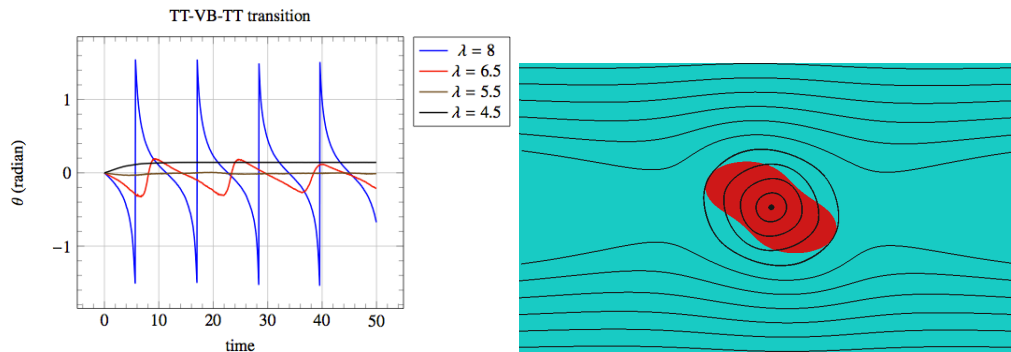 TT-VB-TT transition
λ = 8
λ = 6.5
λ = 5.5
λ = 4.5
1
0
−1
θ (radian)
0 10 20 30 40 50
time